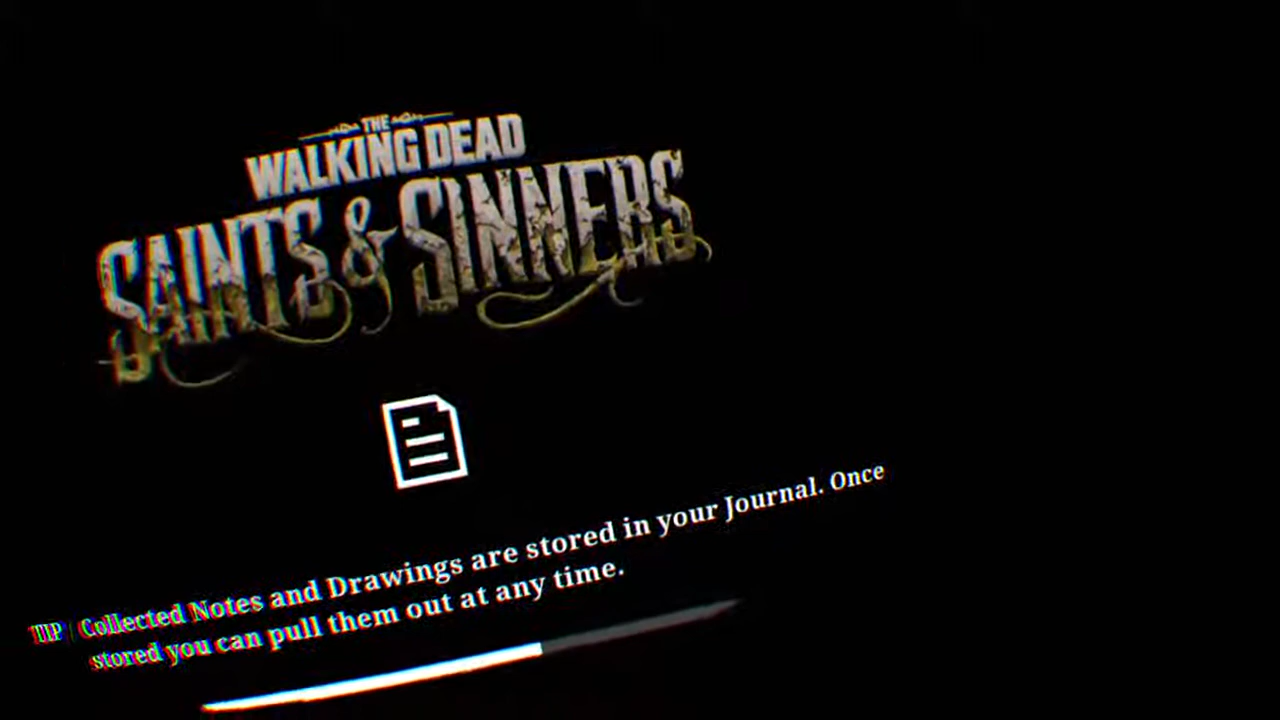 THE
WALKING DEAD
SAINTS & SINNERS
TIP | Collected Notes and Drawings are stored in your Journal. Once
stored you can pull them out at any time.